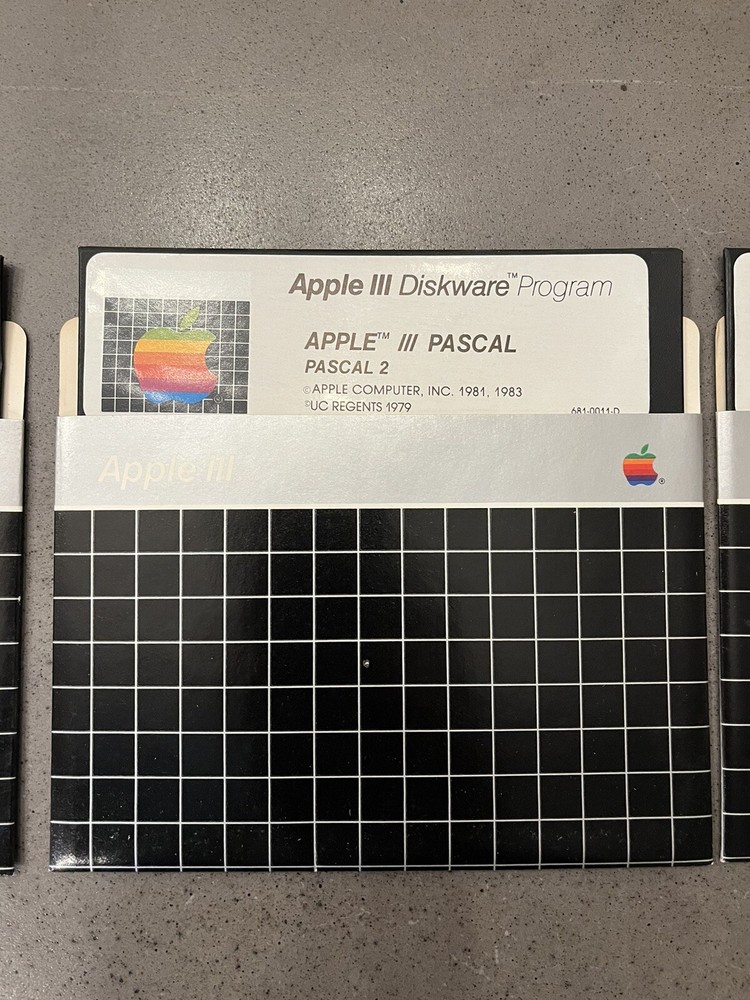 Apple III Diskware™ Program
APPLE™ /// PASCAL
PASCAL 2
©APPLE COMPUTER, INC. 1981, 1983
©UC REGENTS 1979
681-0011-D
Apple III
®